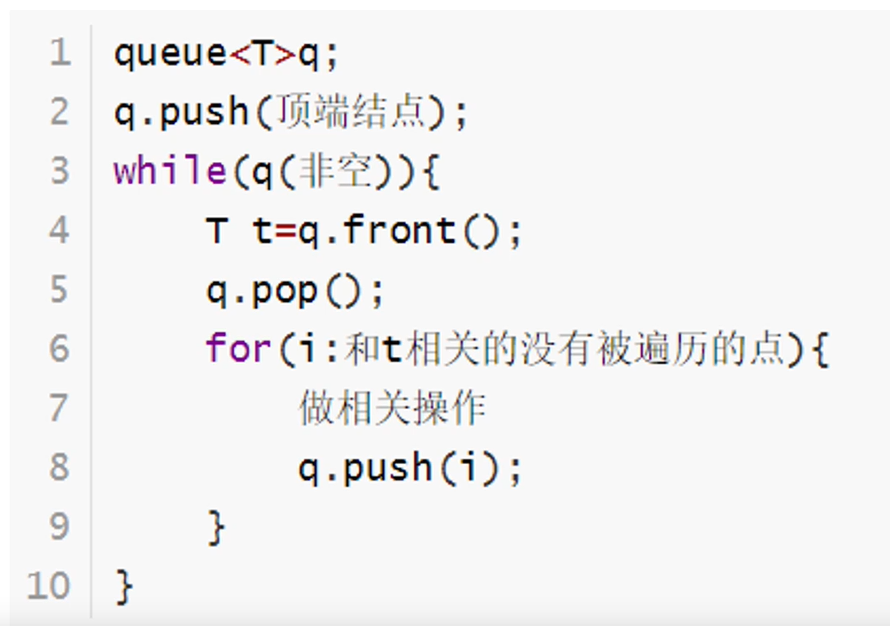 1 queue<T>q;
2 q.push(顶端结点);
3 while(q(非空)){
4 T t=q.front();
5 q.pop();
6 for(i:和t相关的没有被遍历的点){
7 做相关操作
8 q.push(i);
9 }
10 }